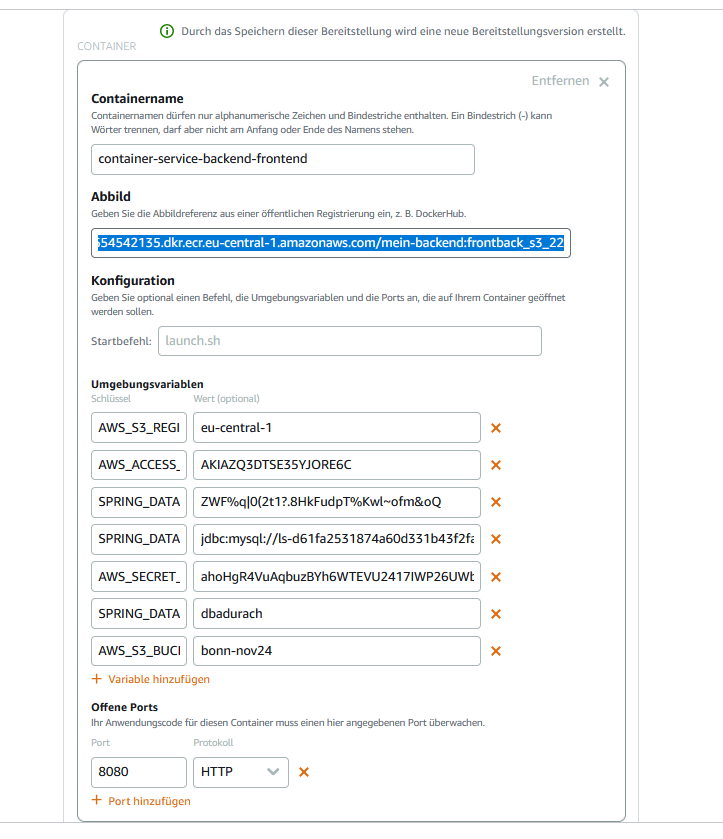 Durch das Speichern dieser Bereitstellung wird eine neue Bereitstellungsversion erstellt.
CONTAINER
Entfernen
Containername
Containernamen dürfen nur alphanumerische Zeichen und Bindestriche enthalten. Ein Bindestrich (-) kann
Wörter trennen, darf aber nicht am Anfang oder Ende des Namens stehen.
container-service-backend-frontend
Abbild
Geben Sie die Abbildreferenz aus einer öffentlichen Registrierung ein, z. B. DockerHub.
554542135.dkr.ecr.eu-central-1.amazonaws.com/mein-backend:frontback_s3_22
Konfiguration
Geben Sie optional einen Befehl, die Umgebungsvariablen und die Ports an, die auf Ihrem Container geöffnet
werden sollen.
Startbefehl: launch.sh
Umgebungsvariablen
Schlüssel Wert (optional)
AWS_S3_REGI eu-central-1
AWS_ACCESS_ AKIAZQ3DTSE35YJORE6C
SPRING_DATA ZWF%q|0(2t1?.8HkFudpT%Kwl~ofm&oQ
SPRING_DATA jdbc:mysql://ls-d61fa2531874a60d331b43f2fa
AWS_SECRET_ ahoHgR4VuAqbuzBYh6WTEVU2417IWP26UWb
SPRING_DATA dbadurach
AWS_S3_BUCI bonn-nov24
+ Variable hinzufügen
Offene Ports
Ihr Anwendungscode für diesen Container muss einen hier angegebenen Port überwachen.
Port Protokoll
8080 HTTP
+ Port hinzufügen